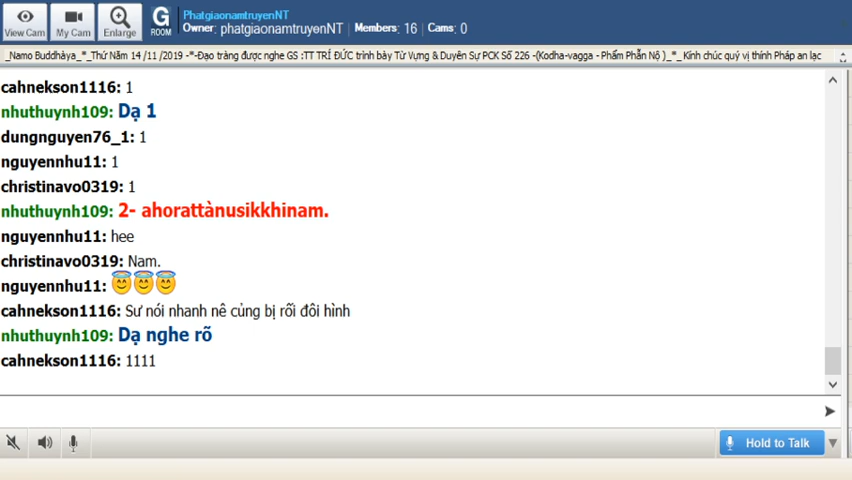 View Cam
My Cam
Enlarge
G
ROOM
PhatgiaonamtruyenNT
Owner: phatgiaonamtruyenNT
Members: 16
Cams: 0
_Namo Buddhàya_*_Thứ Năm 14 /11 /2019 -*-Đạo tràng được nghe GS :TT TRÍ ĐỨC trình bày Từ Vựng & Duyên Sự PCK Số 226 -(Kodha-vagga - Phẩm Phẫn Nộ )_*_ Kính chúc quý vị thính Pháp an lạc
cahnekson1116: 1
nhuthuynh109: Dạ 1
dungnguyen76_1: 1
nguyennhu11: 1
christinavo0319: 1
nhuthuynh109: 2- ahorattànusikkhinam.
nguyennhu11: hee
christinavo0319: Nam.
nguyennhu11:
cahnekson1116: Sư nói nhanh nê củng bị rối đôi hình
nhuthuynh109: Dạ nghe rõ
cahnekson1116: 1111
Hold to Talk